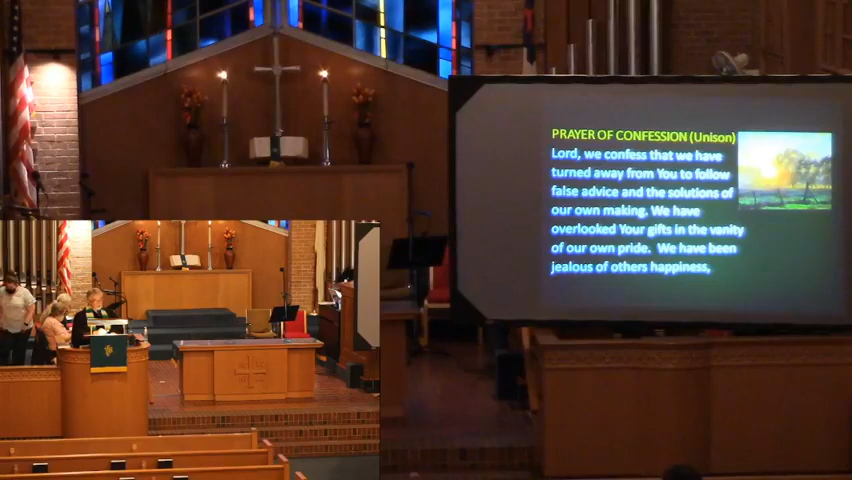 PRAYER OF CONFESSION (Unison)
Lord, we confess that we have
turned away from You to follow
false advice and the solutions of
our own making. We have
overlooked Your gifts in the vanity
of our own pride.  We have been
jealous of others happiness,